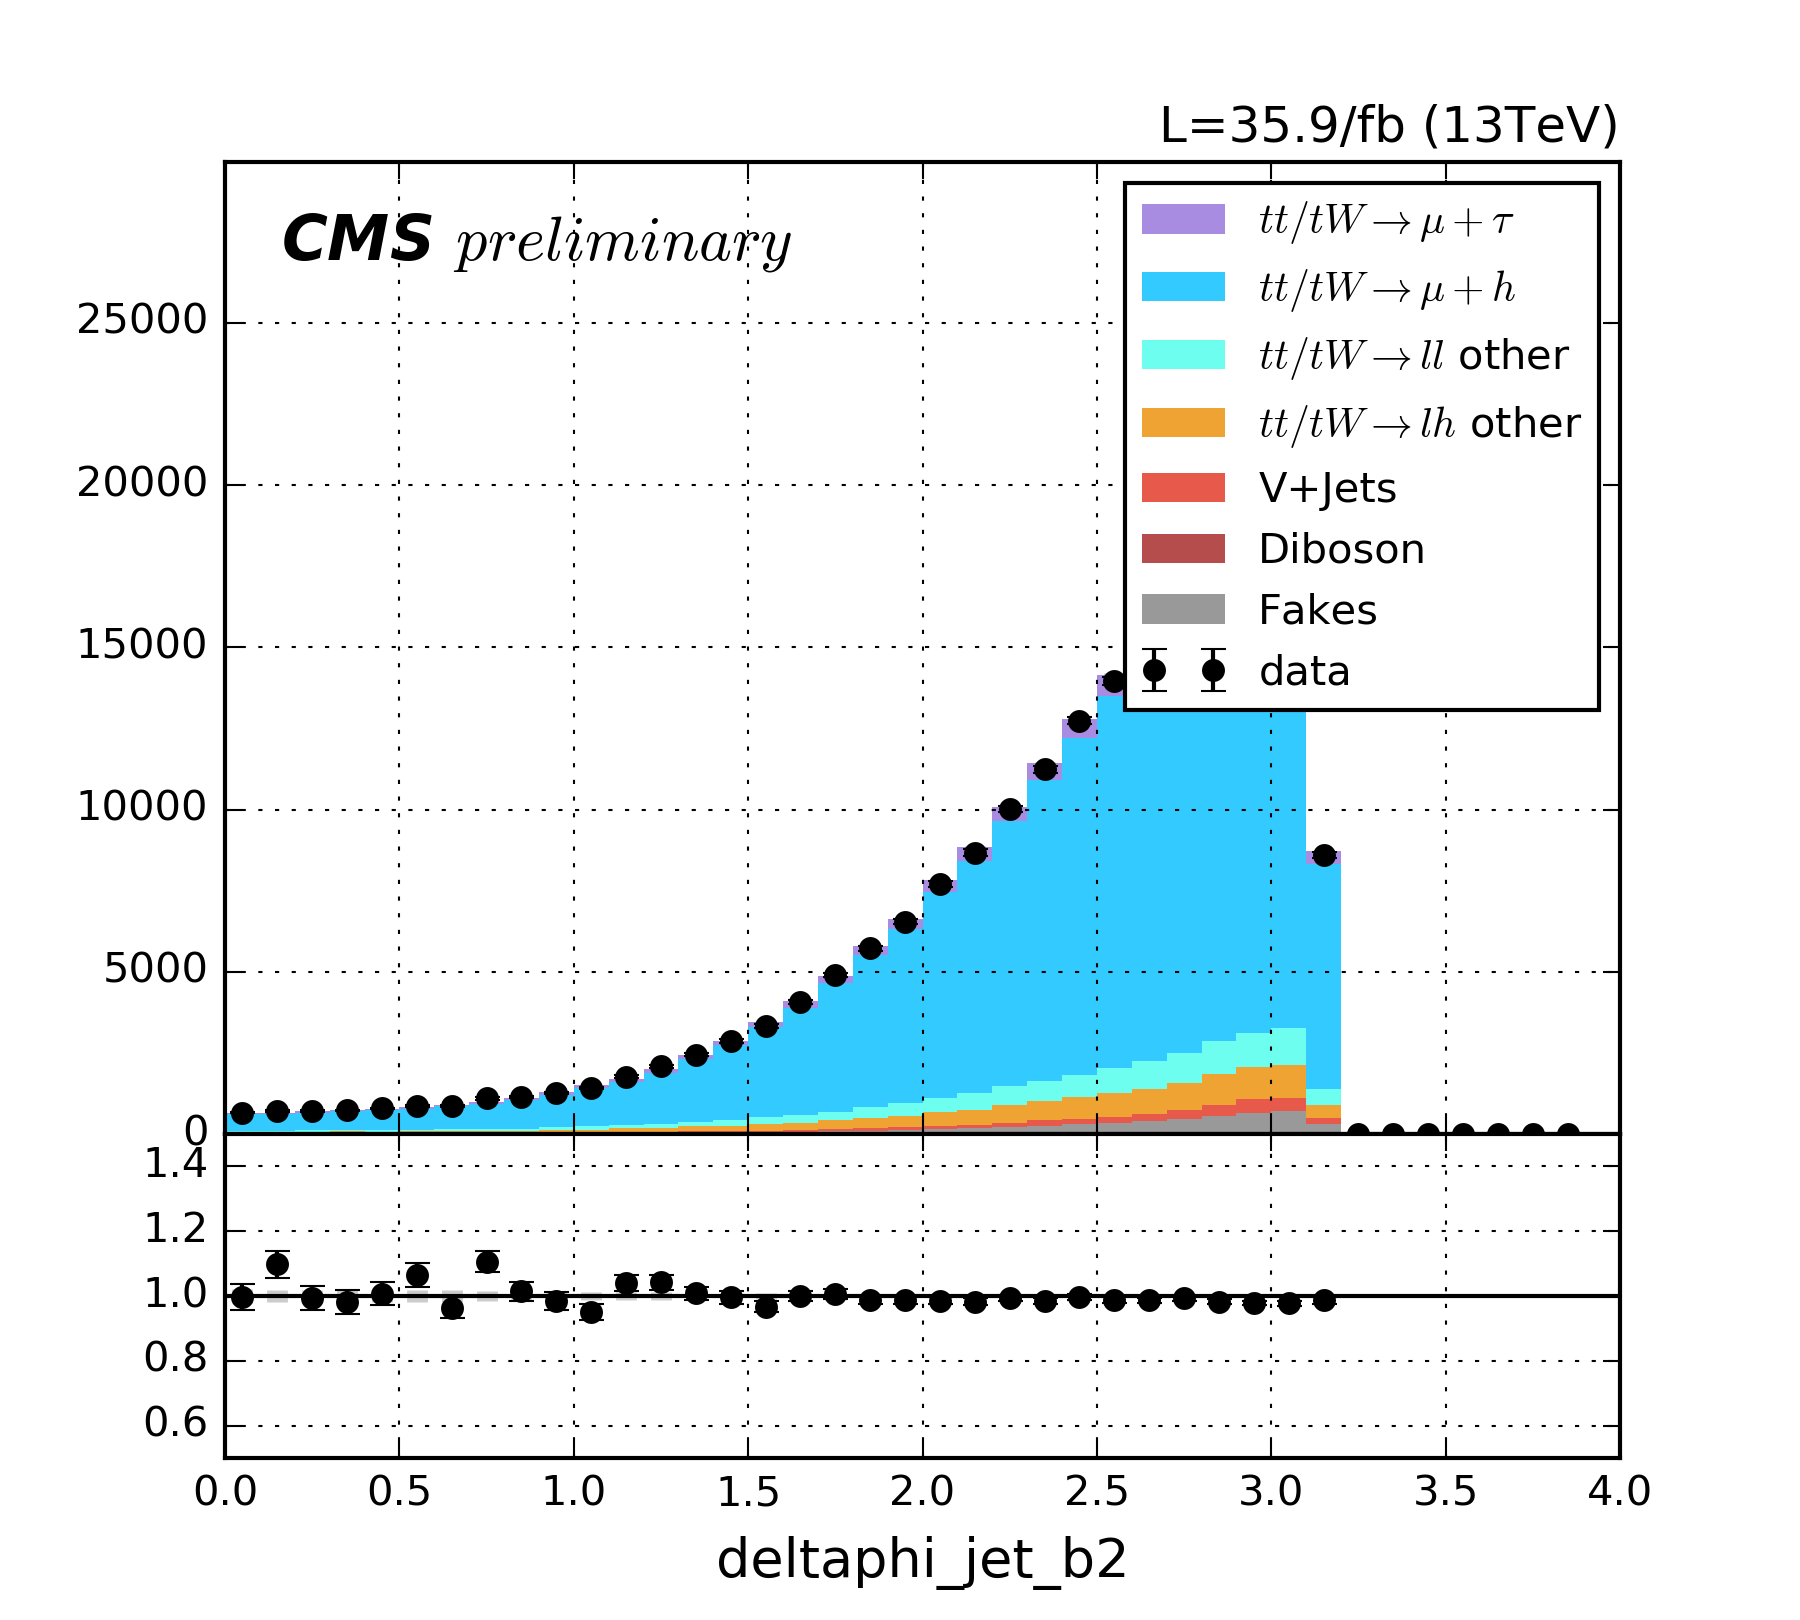 L=35.9/fb (13TeV)
CMS preliminary
tt/tW→μ+τ
tt/tW→μ+h
tt/tW→ll other
tt/tW→lh other
V+Jets
Diboson
Fakes
data
25000
20000
15000
10000
5000
0
1.4
1.2
1.0
0.8
0.6
0.0 0.5 1.0 1.5 2.0 2.5 3.0 3.5 4.0
deltaphi_jet_b2